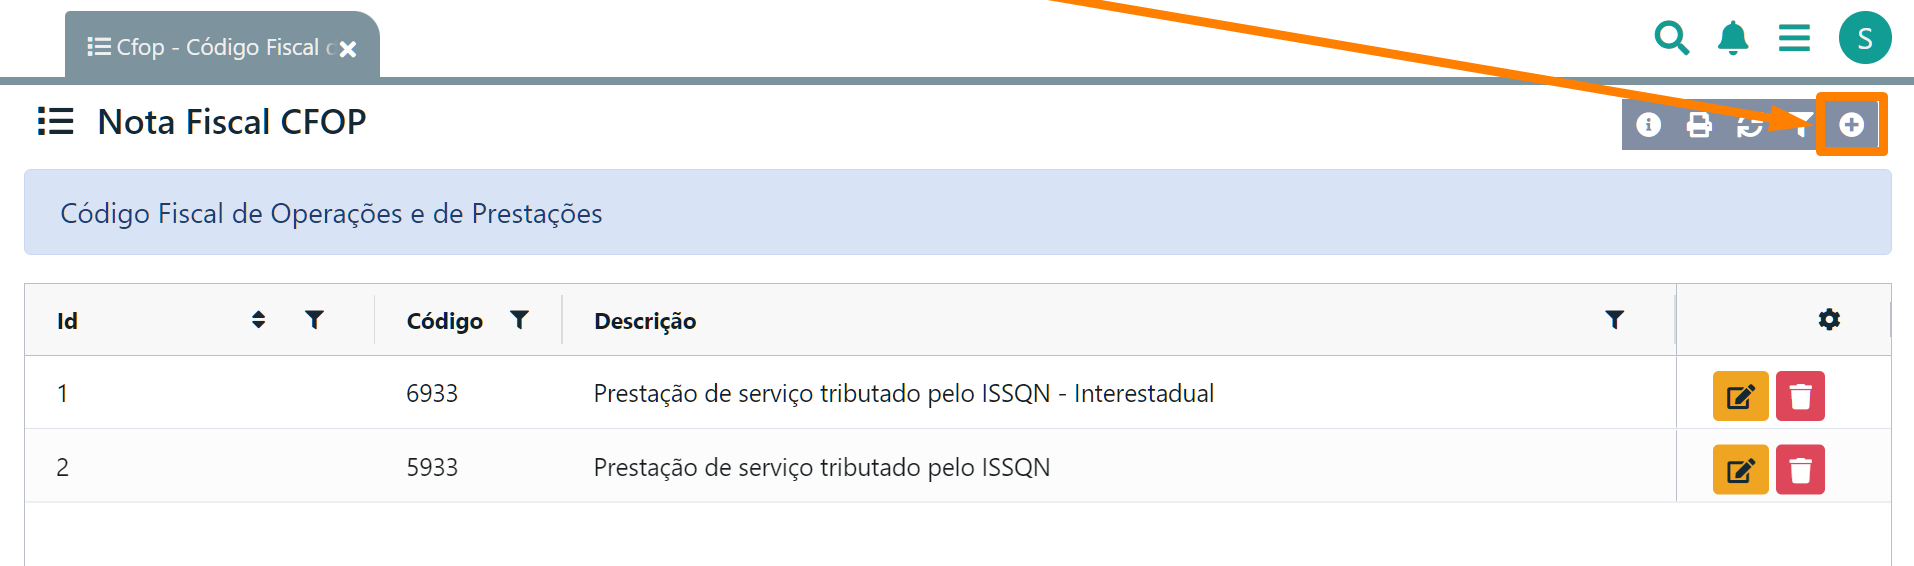 Cfop - Código Fiscal
S
Nota Fiscal CFOP
Código Fiscal de Operações e de Prestações
Id Código Descrição
1 6933 Prestação de serviço tributado pelo ISSQN - Interestadual
2 5933 Prestação de serviço tributado pelo ISSQN